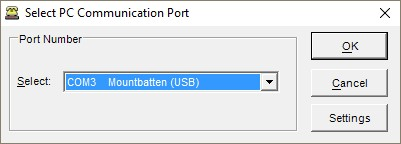 Select PC Communication Port
Port Number
OK
Select: COM3 Mountbatten (USB)
Cancel
Settings